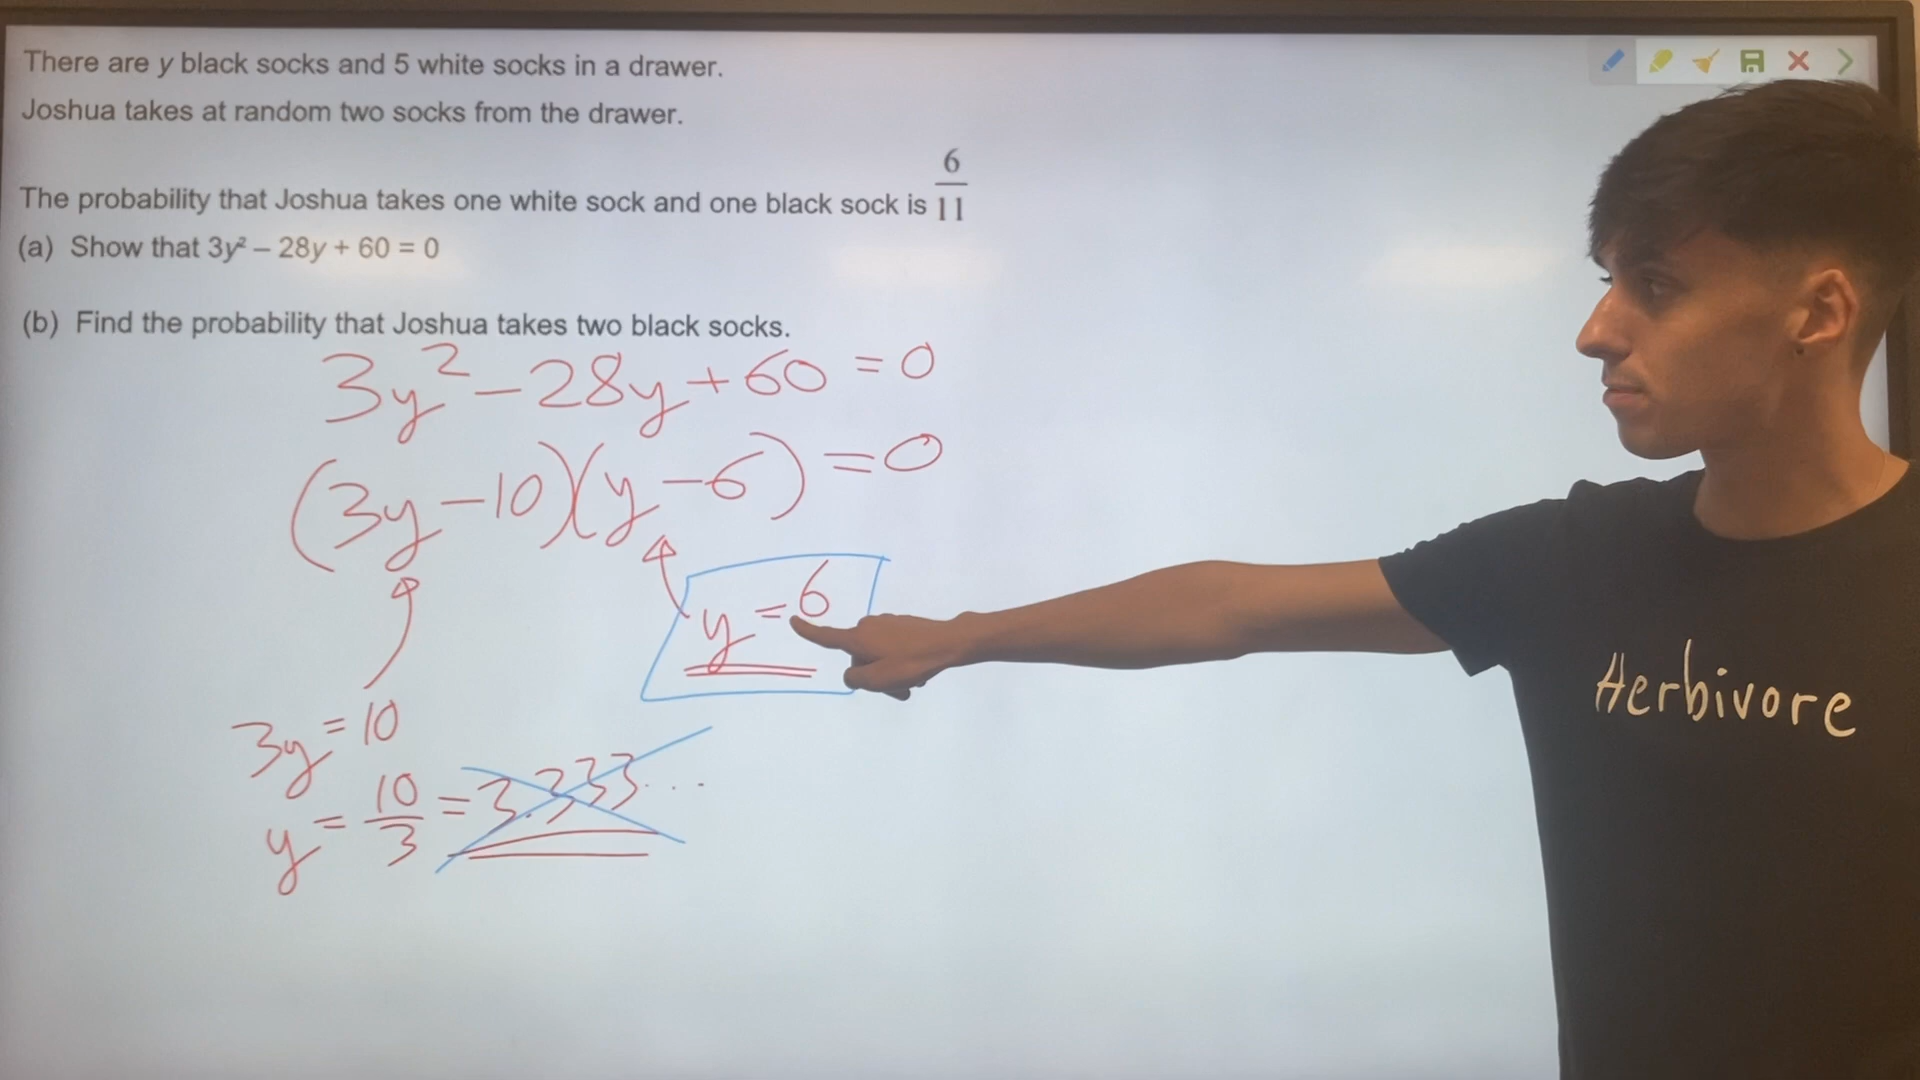 There are y black socks and 5 white socks in a drawer.
Joshua takes at random two socks from the drawer.
The probability that Joshua takes one white sock and one black sock is 6/11
(a) Show that 3y² – 28y + 60 = 0
(b) Find the probability that Joshua takes two black socks.
3y² – 28y + 60 = 0
(3y – 10)(y – 6) = 0
y = 6
3y = 10
y = 10/3 = 3.333...
Herbivore